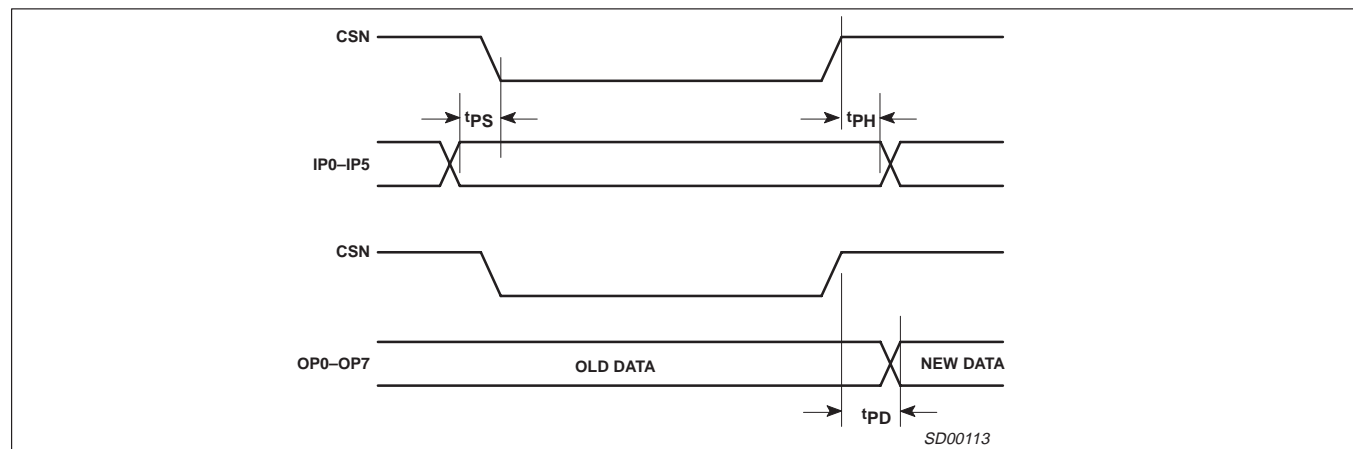 CSN
tPS
tPH
IP0–IP5
CSN
OP0–OP7
OLD DATA
NEW DATA
tPD
SD00113